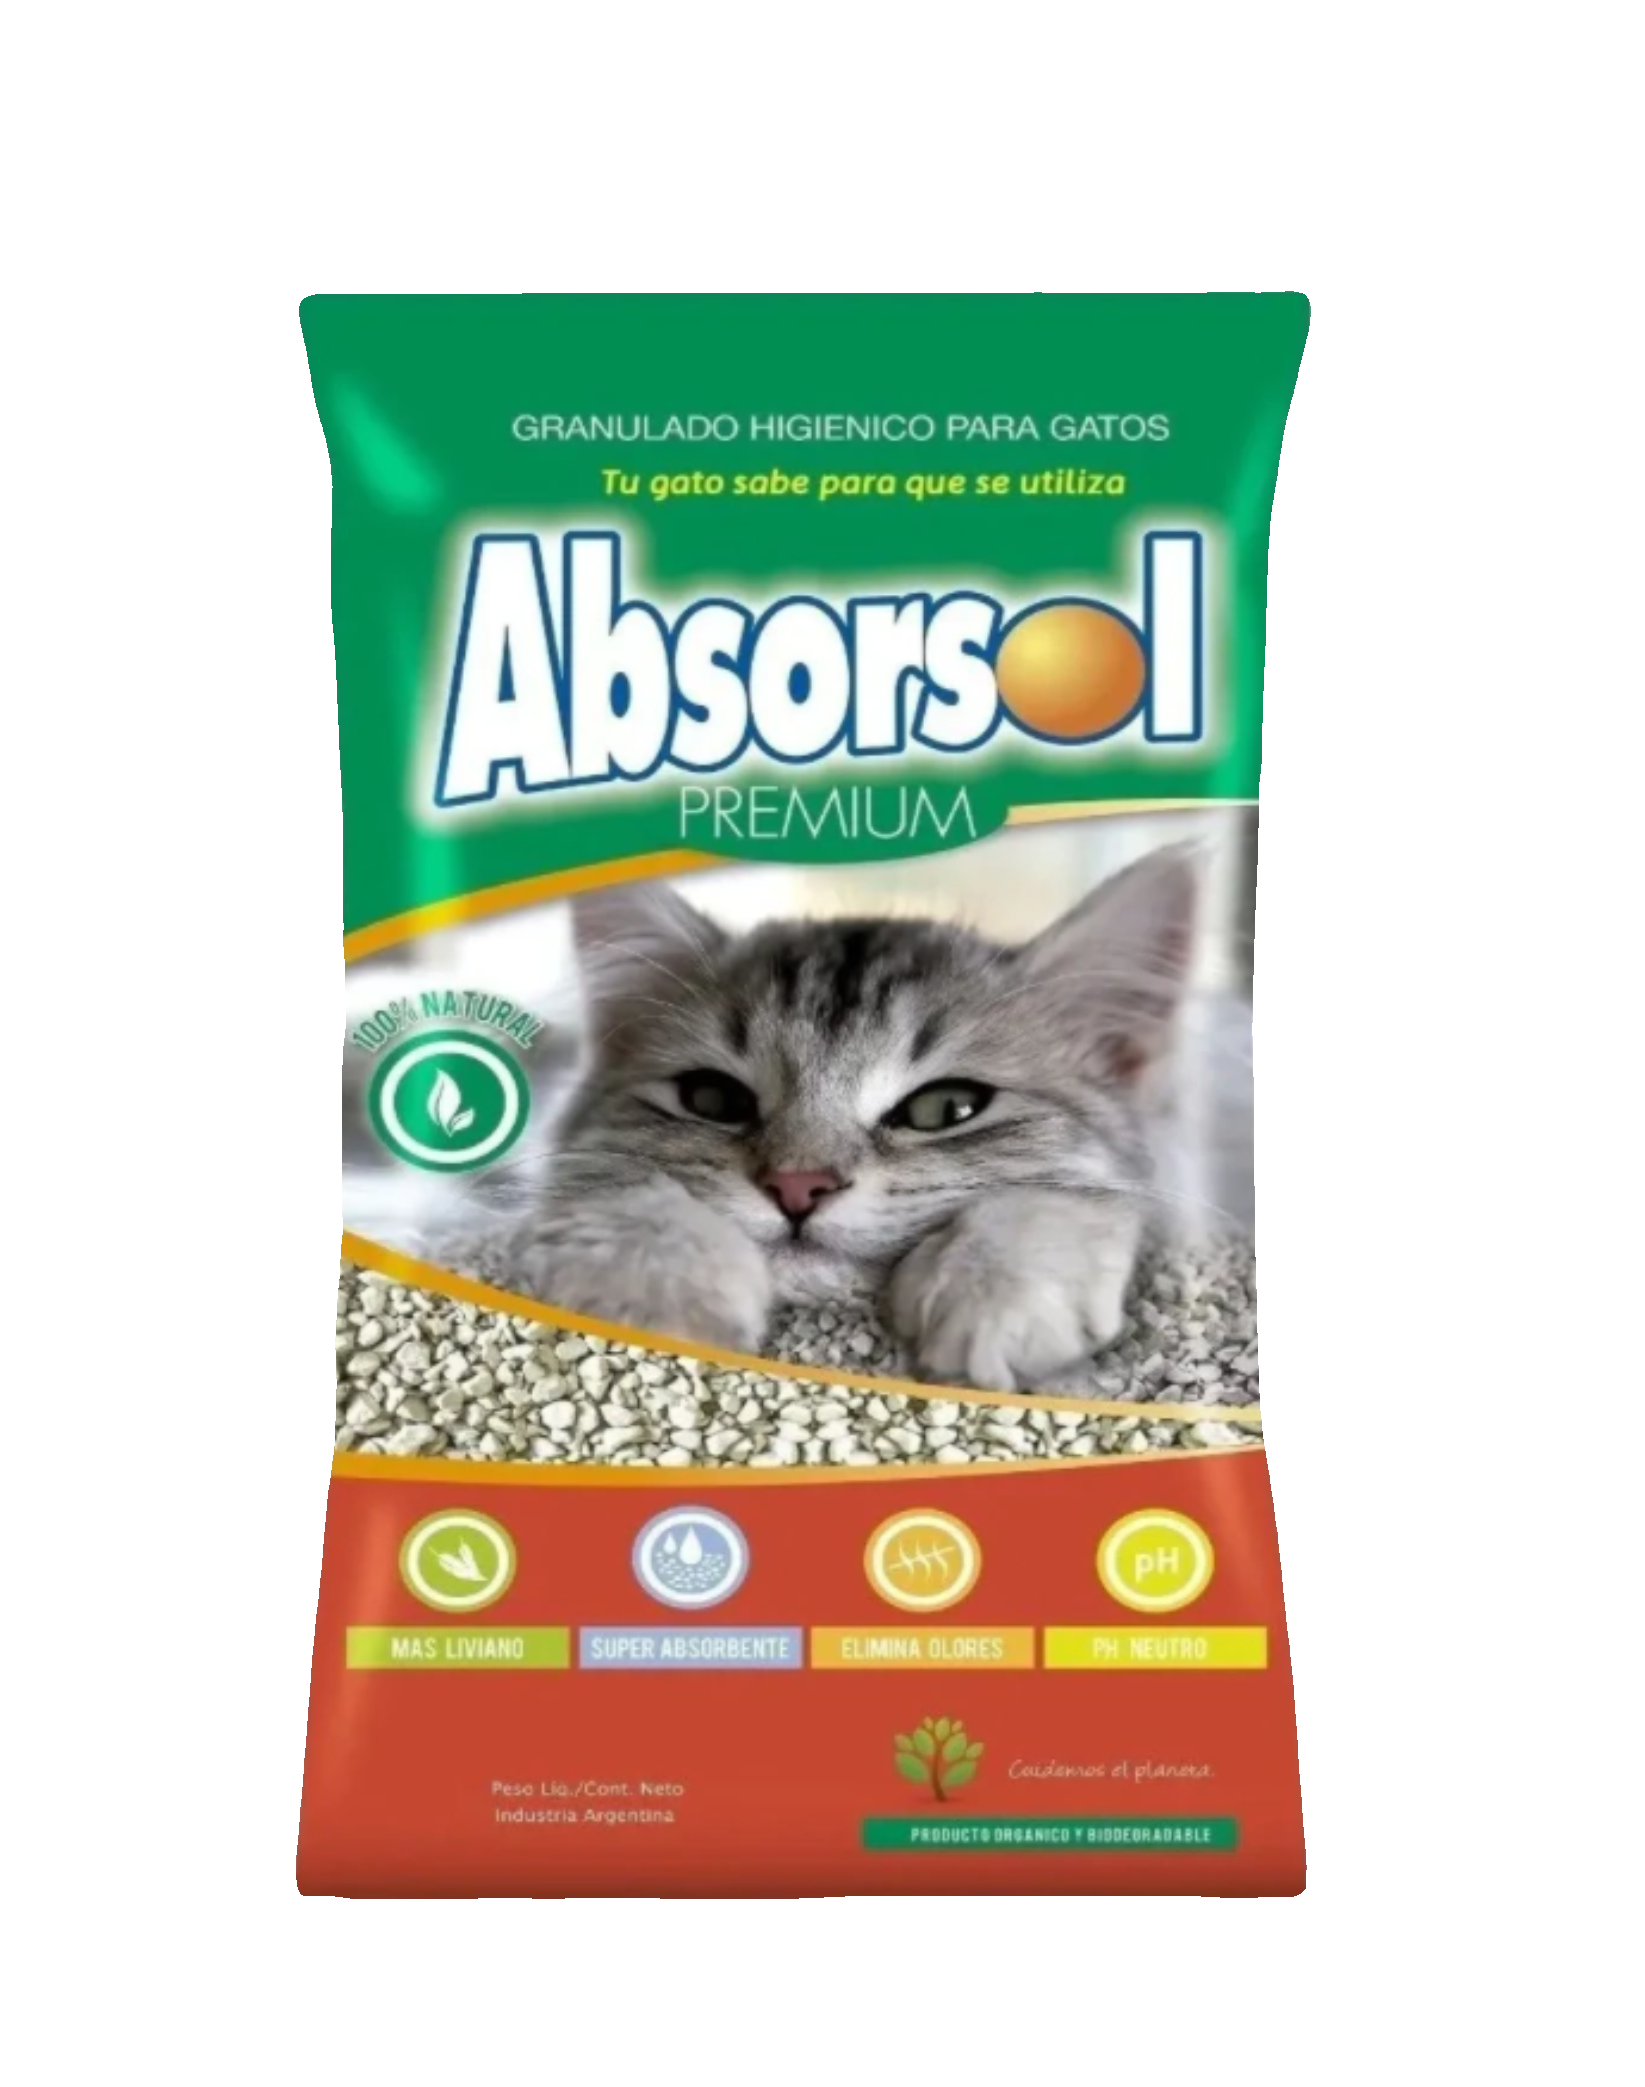 GRANULADO HIGIENICO PARA GATOS
Tu gato sabe para que se utiliza
Absorsol
PREMIUM
100% NATURAL
pH
MAS LIVIANO
SUPER ABSORBENTE
ELIMINA OLORES
PH NEUTRO
Cuidemos el planeta.
Peso Liq./Cont. Neto
Industria Argentina
PRODUCTO ORGANICO Y BIODEGRADABLE